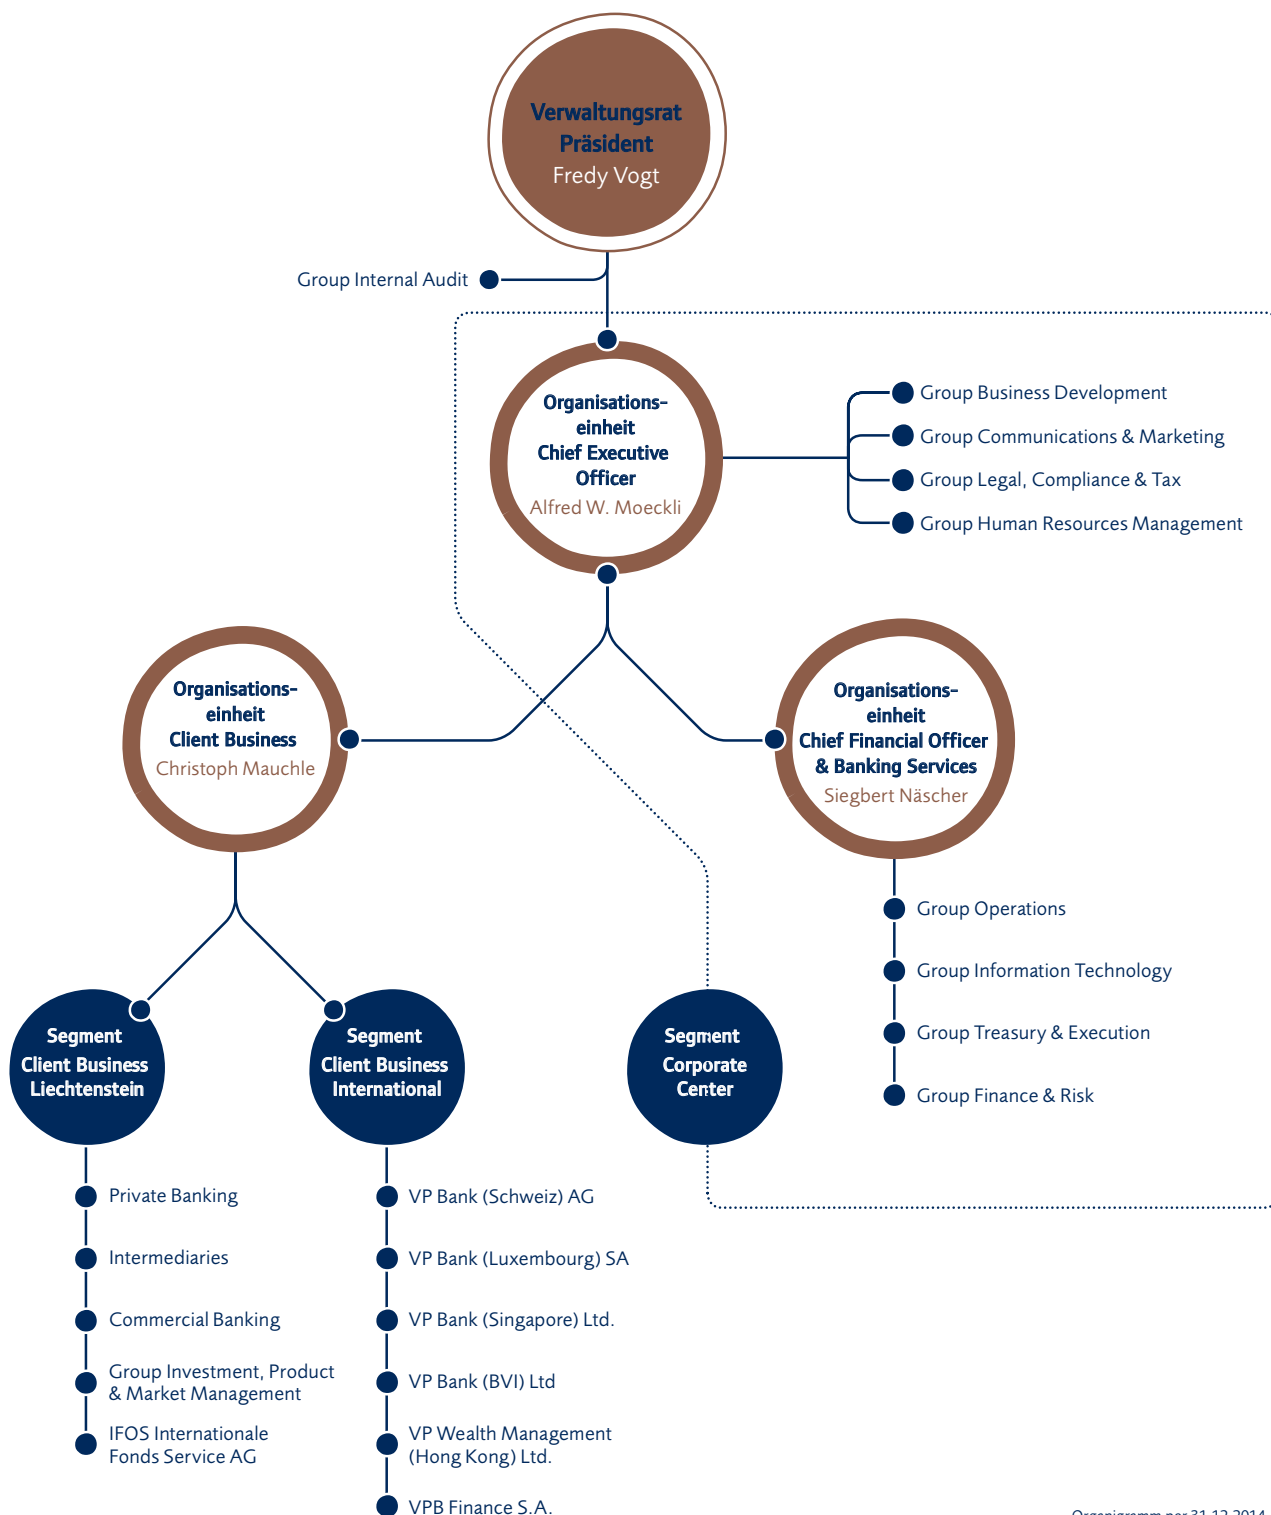 Verwaltungsrat
Präsident
Fredy Vogt
Group Internal Audit
Organisations-
einheit
Chief Executive
Officer
Alfred W. Moeckli
Group Business Development
Group Communications & Marketing
Group Legal, Compliance & Tax
Group Human Resources Management
Organisations-
einheit
Client Business
Christoph Mauchle
Organisations-
einheit
Chief Financial Officer
& Banking Services
Siegbert Näscher
Group Operations
Group Information Technology
Group Treasury & Execution
Group Finance & Risk
Segment
Client Business
Liechtenstein
Segment
Client Business
International
Segment
Corporate
Center
Private Banking
Intermediaries
Commercial Banking
Group Investment, Product
& Market Management
IFOS Internationale
Fonds Service AG
VP Bank (Schweiz) AG
VP Bank (Luxembourg) SA
VP Bank (Singapore) Ltd.
VP Bank (BVI) Ltd
VP Wealth Management
(Hong Kong) Ltd.
VPB Finance S.A.
Organigramm per 31.12.2014